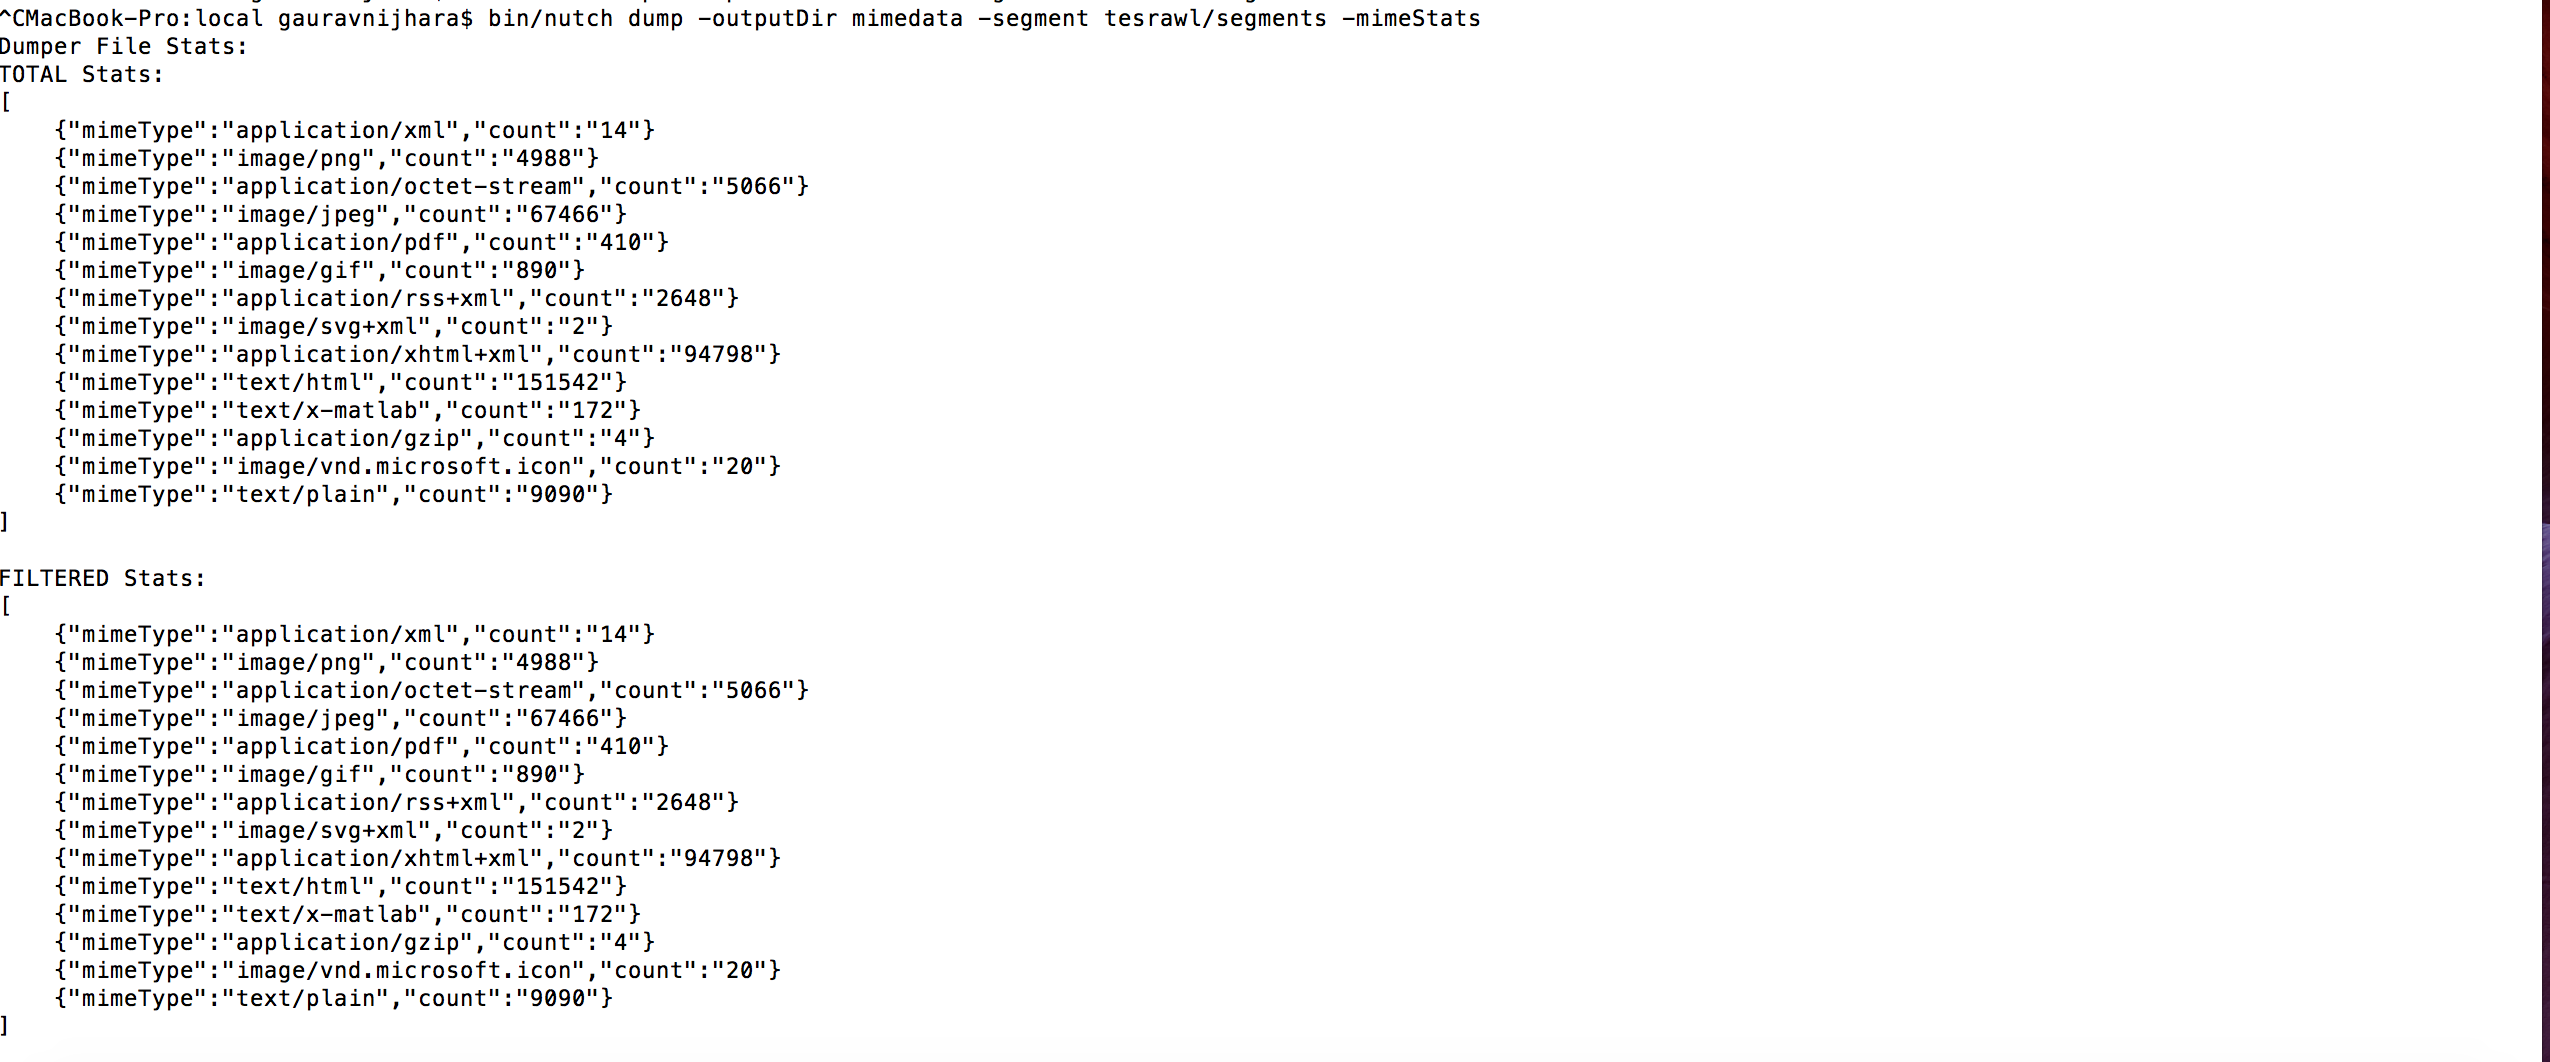 ^CMacBook-Pro:local gauravnijhara$ bin/nutch dump -outputDir mimedata -segment tesrawl/segments -mimeStats
Dumper File Stats:
TOTAL Stats:
[
    {"mimeType":"application/xml","count":"14"}
    {"mimeType":"image/png","count":"4988"}
    {"mimeType":"application/octet-stream","count":"5066"}
    {"mimeType":"image/jpeg","count":"67466"}
    {"mimeType":"application/pdf","count":"410"}
    {"mimeType":"image/gif","count":"890"}
    {"mimeType":"application/rss+xml","count":"2648"}
    {"mimeType":"image/svg+xml","count":"2"}
    {"mimeType":"application/xhtml+xml","count":"94798"}
    {"mimeType":"text/html","count":"151542"}
    {"mimeType":"text/x-matlab","count":"172"}
    {"mimeType":"application/gzip","count":"4"}
    {"mimeType":"image/vnd.microsoft.icon","count":"20"}
    {"mimeType":"text/plain","count":"9090"}
]

FILTERED Stats:
[
    {"mimeType":"application/xml","count":"14"}
    {"mimeType":"image/png","count":"4988"}
    {"mimeType":"application/octet-stream","count":"5066"}
    {"mimeType":"image/jpeg","count":"67466"}
    {"mimeType":"application/pdf","count":"410"}
    {"mimeType":"image/gif","count":"890"}
    {"mimeType":"application/rss+xml","count":"2648"}
    {"mimeType":"image/svg+xml","count":"2"}
    {"mimeType":"application/xhtml+xml","count":"94798"}
    {"mimeType":"text/html","count":"151542"}
    {"mimeType":"text/x-matlab","count":"172"}
    {"mimeType":"application/gzip","count":"4"}
    {"mimeType":"image/vnd.microsoft.icon","count":"20"}
    {"mimeType":"text/plain","count":"9090"}
]